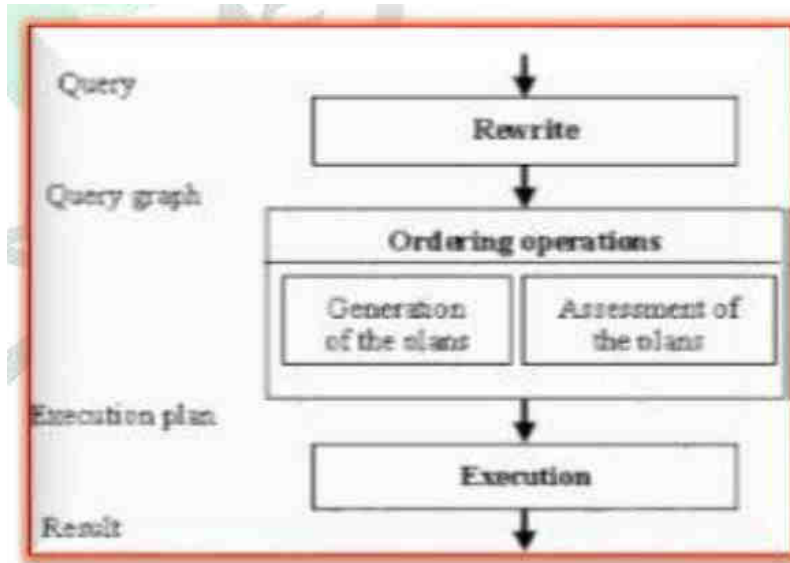 Query
Rewrite
Query graph
Ordering operations
Generation
of the plans
Assessment of
the plans
Execution plan
Execution
Result